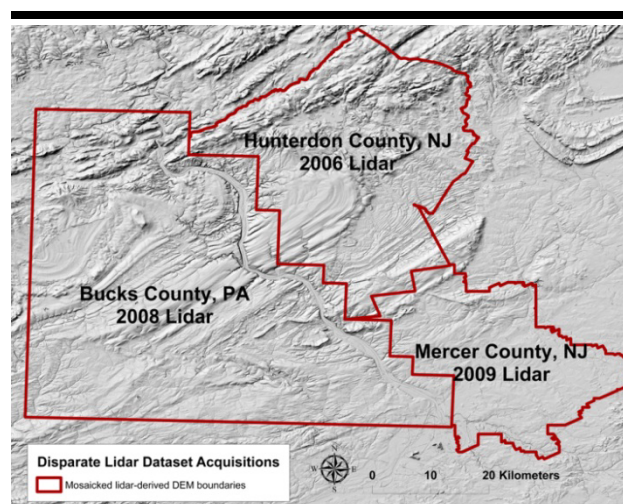 Hunterdon County, NJ
2006 Lidar
Bucks County, PA
2008 Lidar
Mercer County, NJ
2009 Lidar
Disparate Lidar Dataset Acquisitions
Mosaicked lidar-derived DEM boundaries
N
W E
S
0 10 20 Kilometers